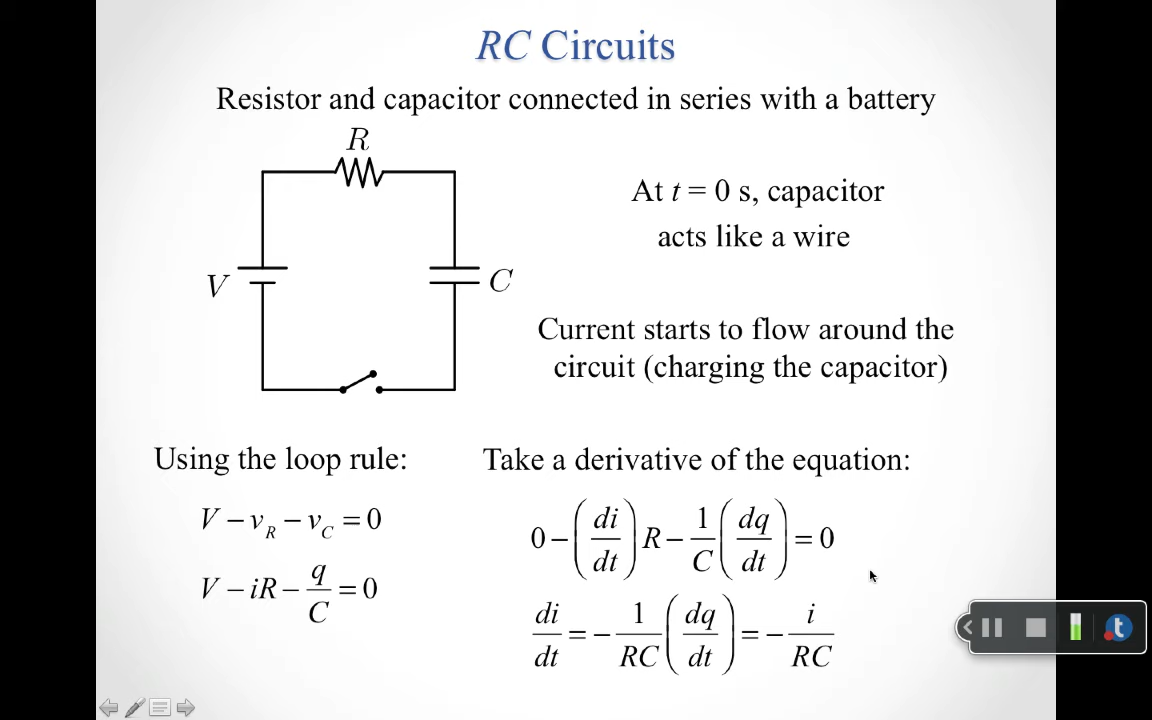 RC Circuits
Resistor and capacitor connected in series with a battery
R
At t = 0 s, capacitor
acts like a wire
V
C
Current starts to flow around the
circuit (charging the capacitor)
Using the loop rule:
Take a derivative of the equation:
V − v_R − v_C = 0
V − iR − q/C = 0
0 − (di/dt) R − 1/C (dq/dt) = 0
di/dt = − 1/RC (dq/dt) = − i/RC
t